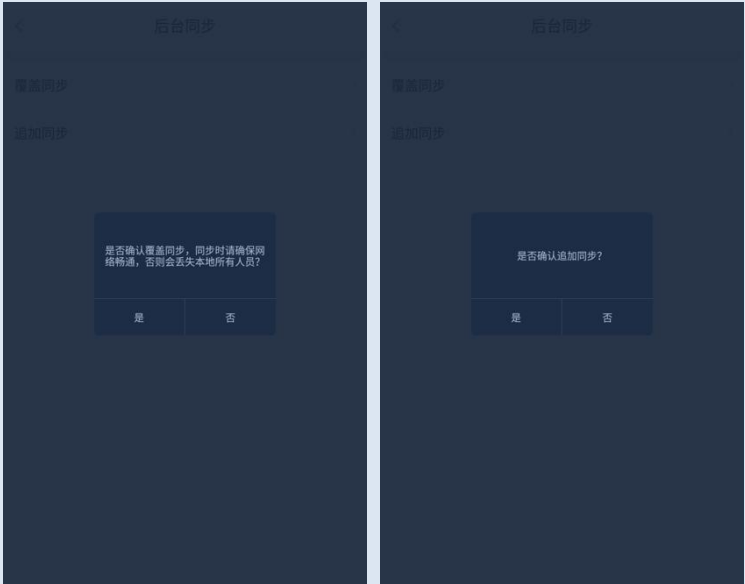 后台同步
覆盖同步
追加同步
是否确认覆盖同步，同步时请确保网
络畅通，否则会丢失本地所有人员？
是
否
后台同步
覆盖同步
追加同步
是否确认追加同步？
是
否